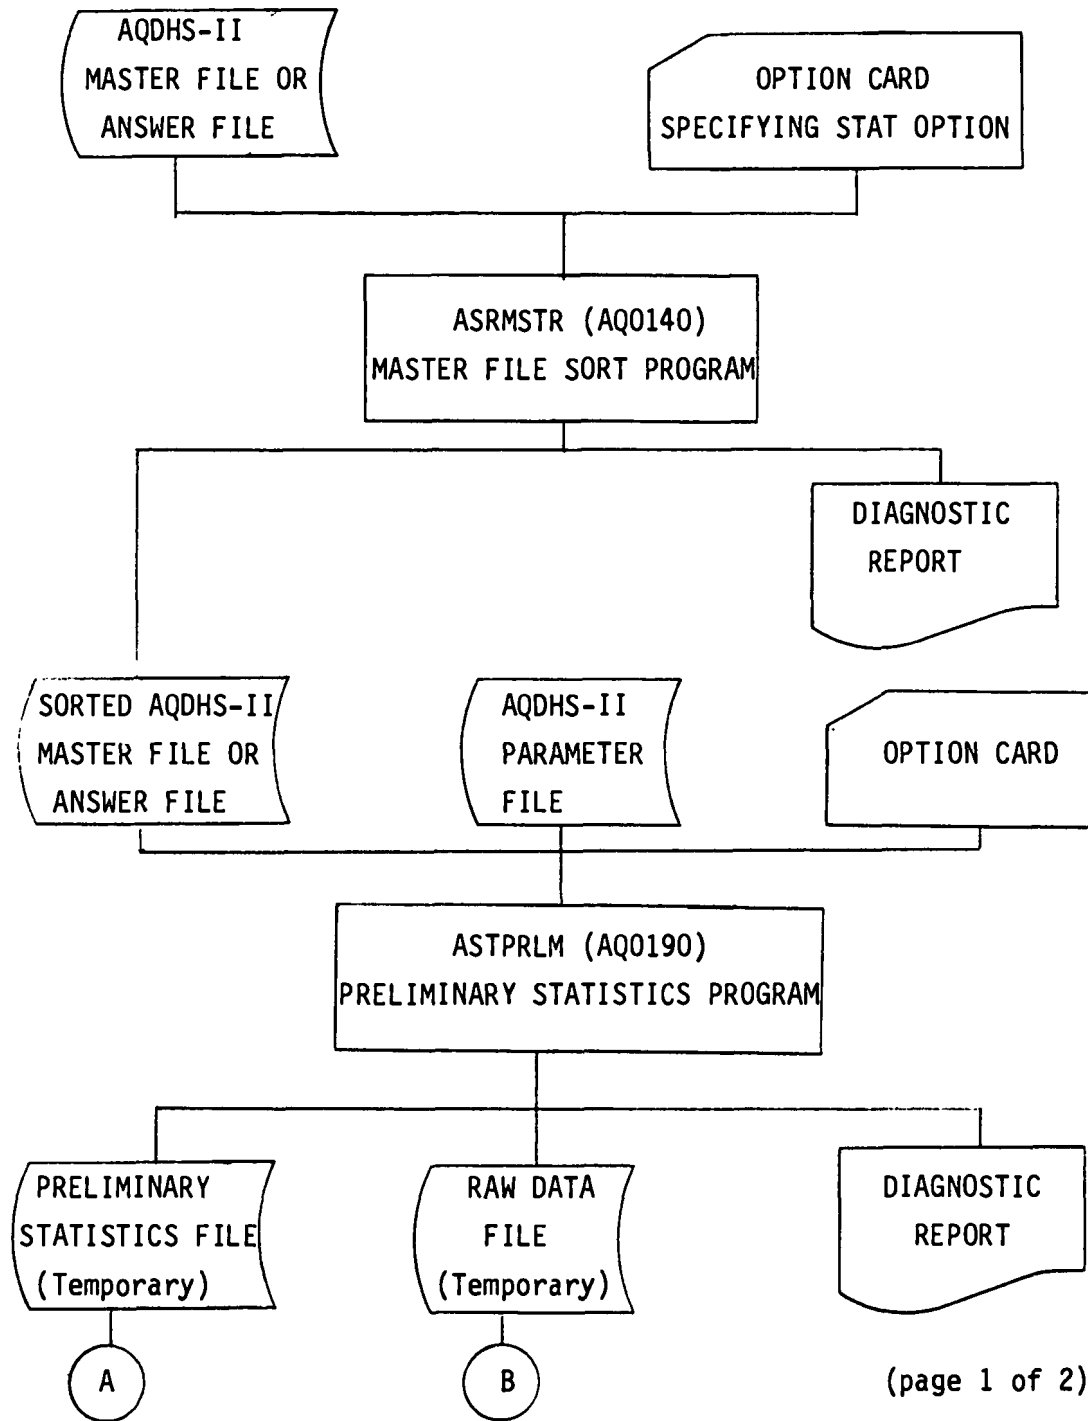 AQDHS-II
MASTER FILE OR
ANSWER FILE
OPTION CARD
SPECIFYING STAT OPTION
ASRMSTR (AQ0140)
MASTER FILE SORT PROGRAM
DIAGNOSTIC
REPORT
SORTED AQDHS-II
MASTER FILE OR
ANSWER FILE
AQDHS-II
PARAMETER
FILE
OPTION CARD
ASTPRLM (AQ0190)
PRELIMINARY STATISTICS PROGRAM
PRELIMINARY
STATISTICS FILE
(Temporary)
RAW DATA
FILE
(Temporary)
DIAGNOSTIC
REPORT
A
B
(page 1 of 2)